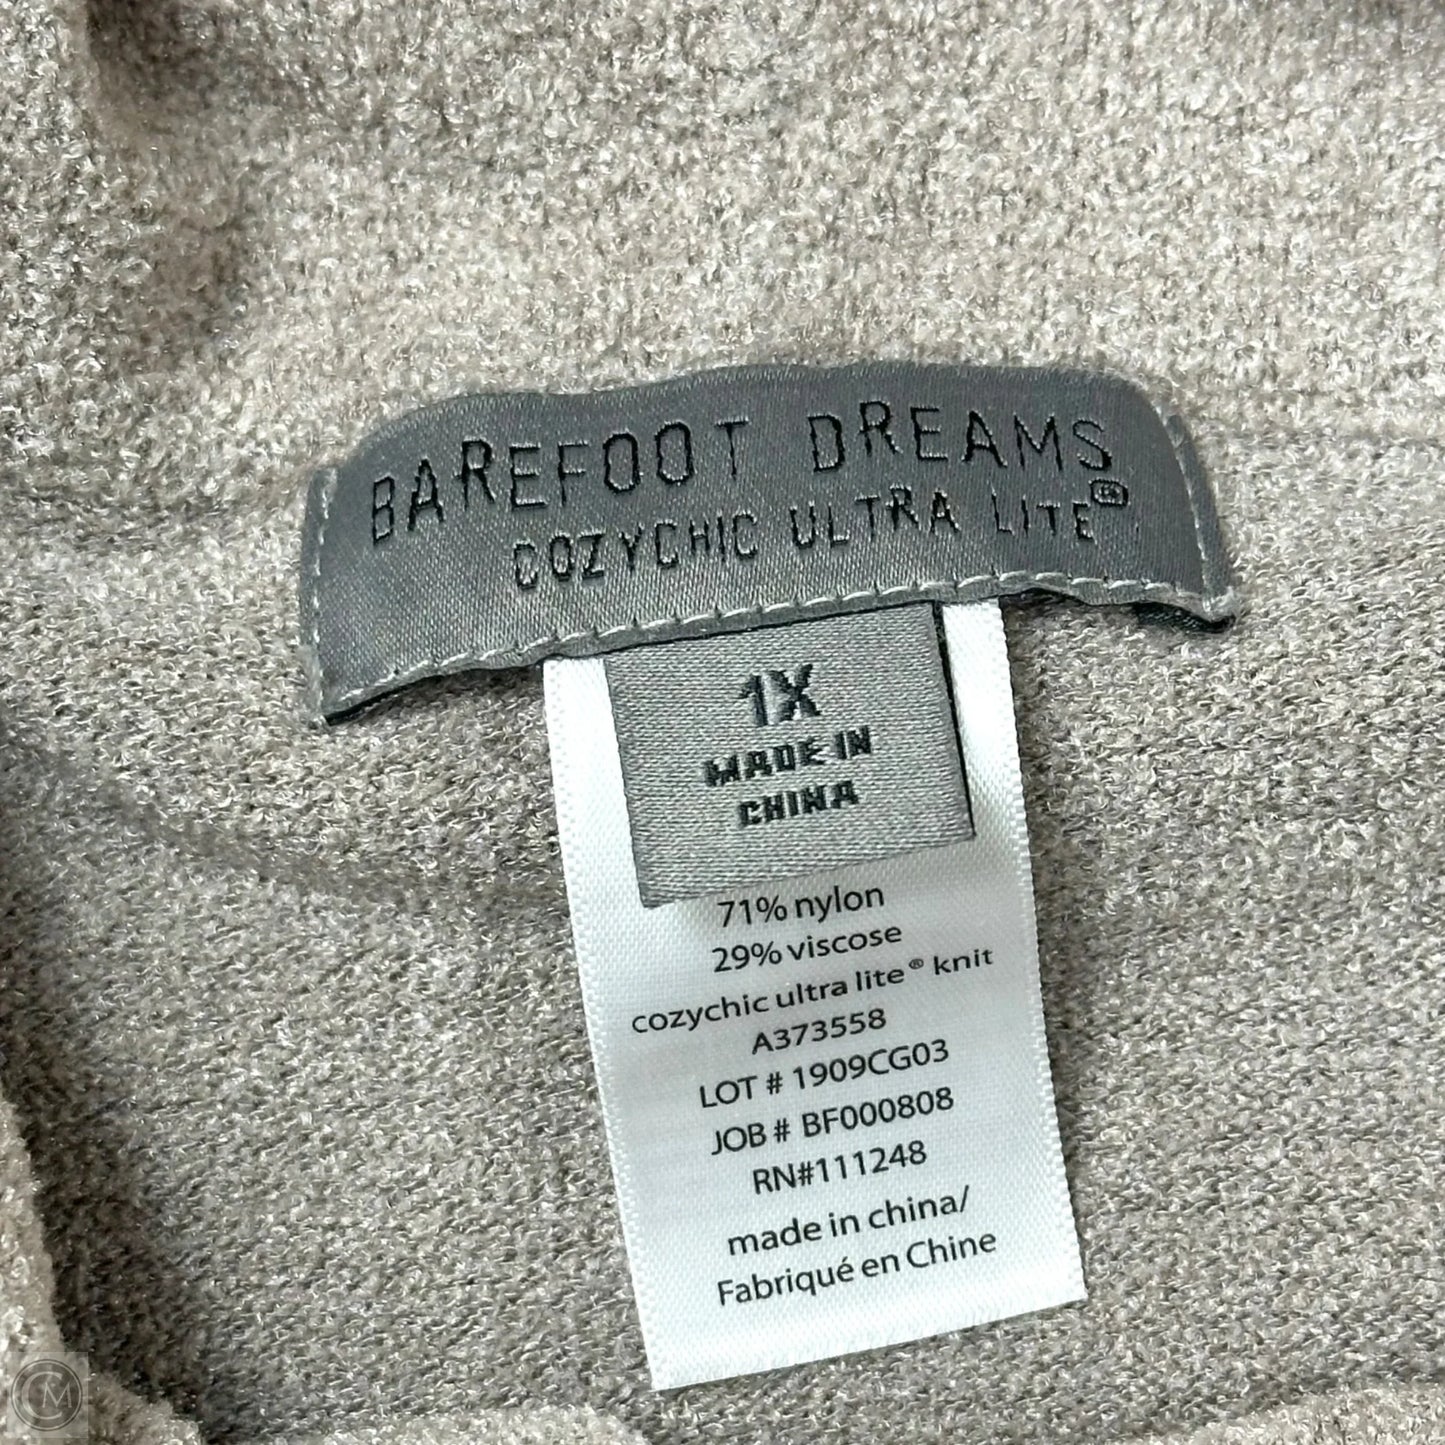 BAREFOOT DREAMS
COZYCHIC ULTRA LITE®
1X
MADE IN
CHINA
71% nylon
29% viscose
cozychic ultra lite® knit
A373558
LOT # 1909CG03
JOB # BF000808
RN#111248
made in china/
Fabriqué en Chine
CM